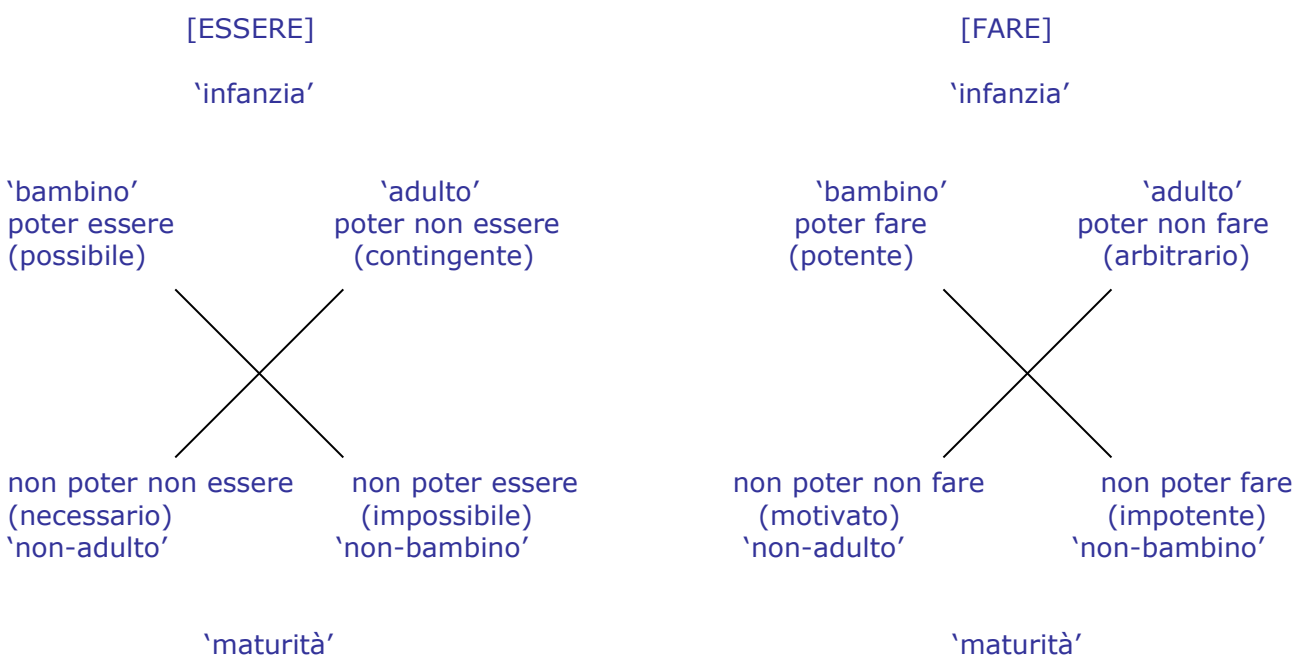 [ESSERE] [FARE]
‘infanzia’ ‘infanzia’
‘bambino’ ‘adulto’ ‘bambino’ ‘adulto’
poter essere poter non essere poter fare poter non fare
(possibile) (contingente) (potente) (arbitrario)
non poter non essere non poter essere non poter non fare non poter fare
(necessario) (impossibile) (motivato) (impotente)
‘non-adulto’ ‘non-bambino’ ‘non-adulto’ ‘non-bambino’
‘maturità’ ‘maturità’